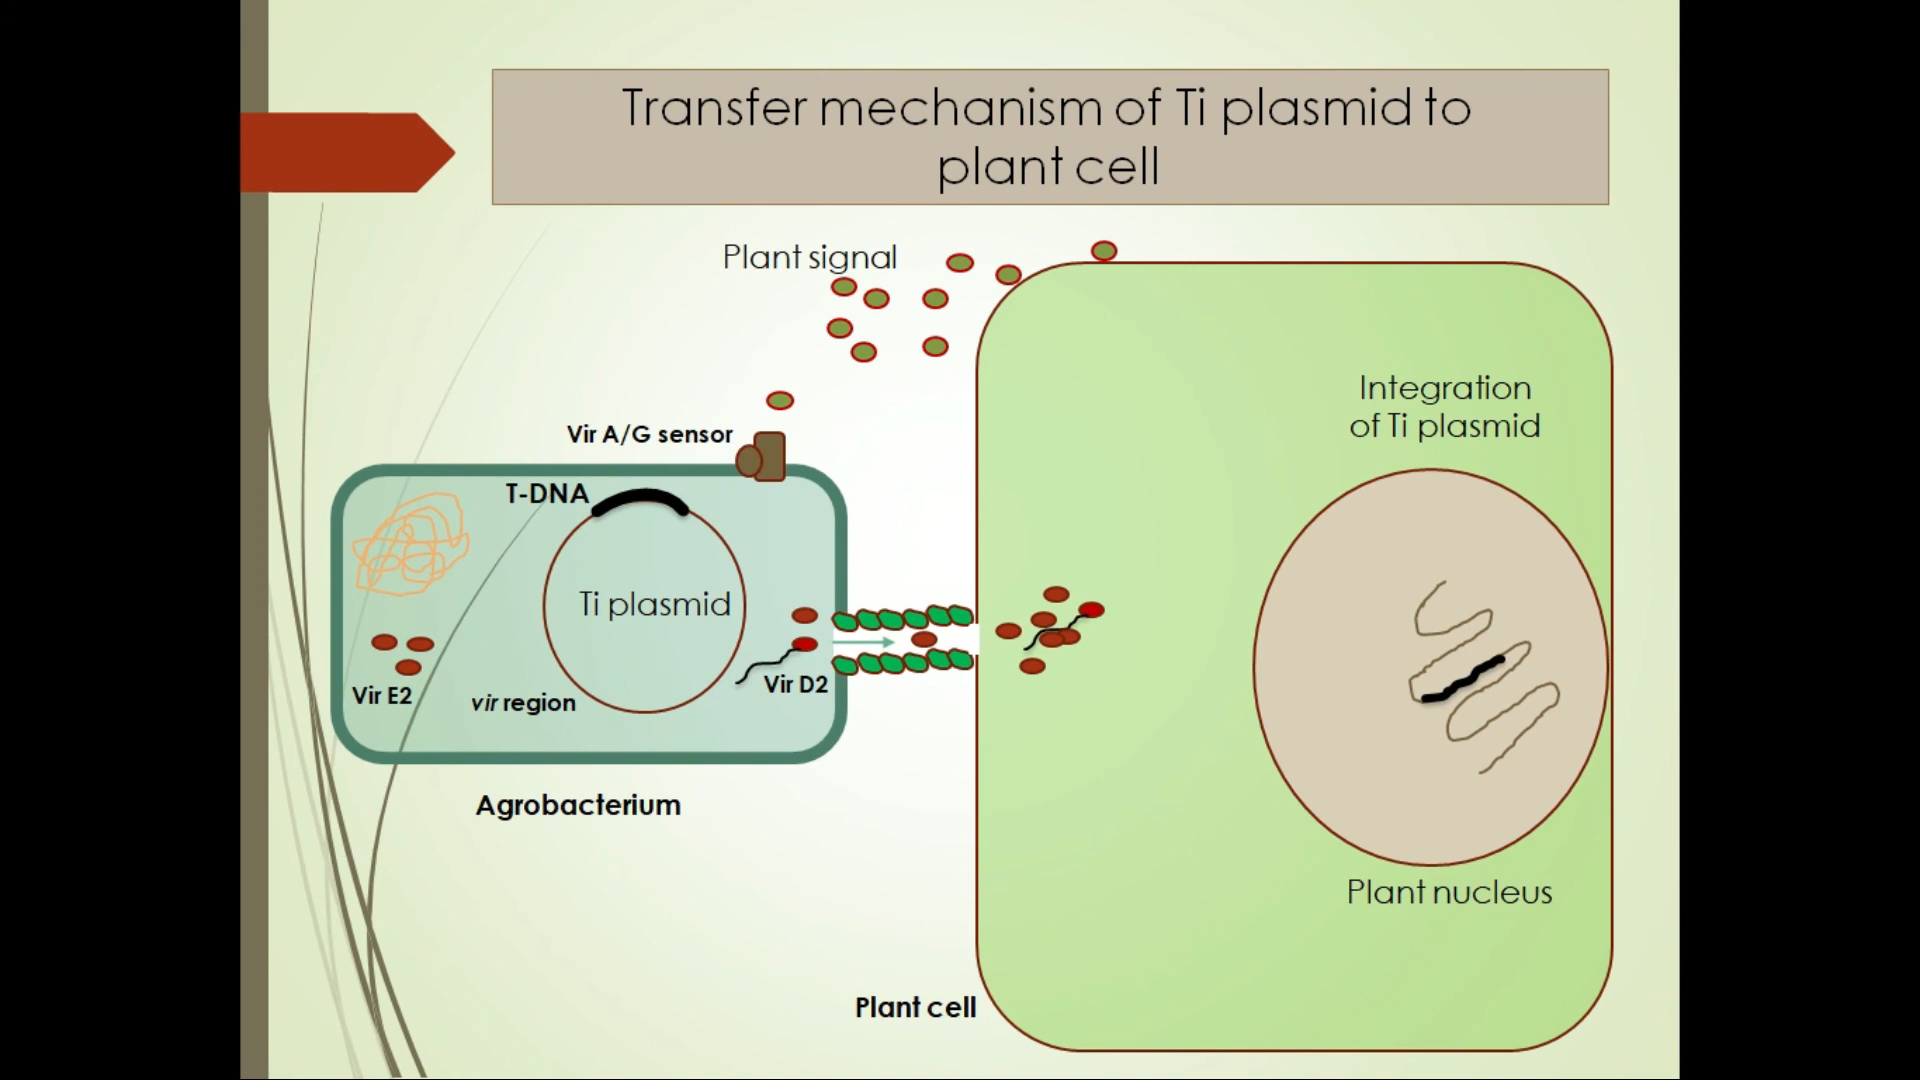 Transfer mechanism of Ti plasmid to
plant cell
Plant signal
Vir A/G sensor
T-DNA
Ti plasmid
Vir E2
vir region
Vir D2
Agrobacterium
Integration
of Ti plasmid
Plant nucleus
Plant cell